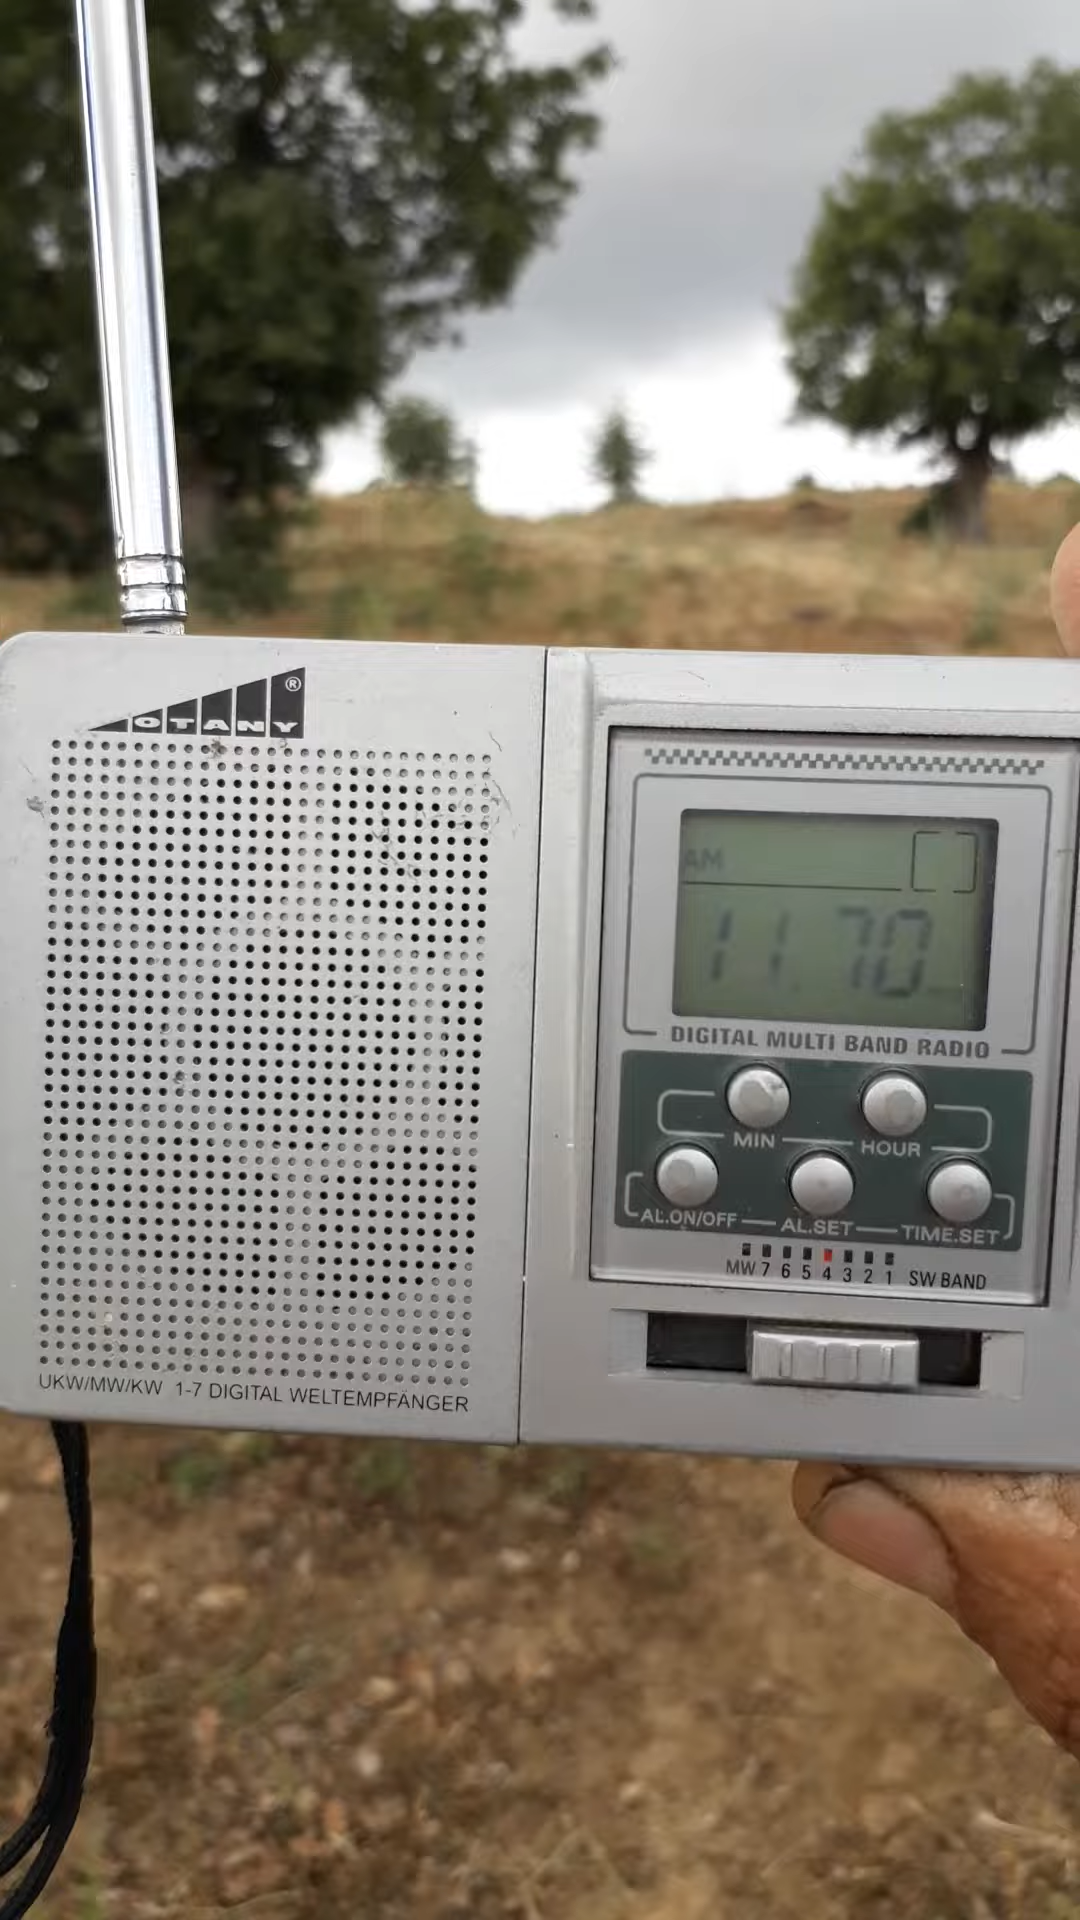 OTANY ®
AM
11.70
DIGITAL MULTI BAND RADIO
MIN HOUR
AL.ON/OFF AL.SET TIME.SET
MW 7 6 5 4 3 2 1 SW BAND
UKW/MW/KW 1-7 DIGITAL WELTEMPFÄNGER